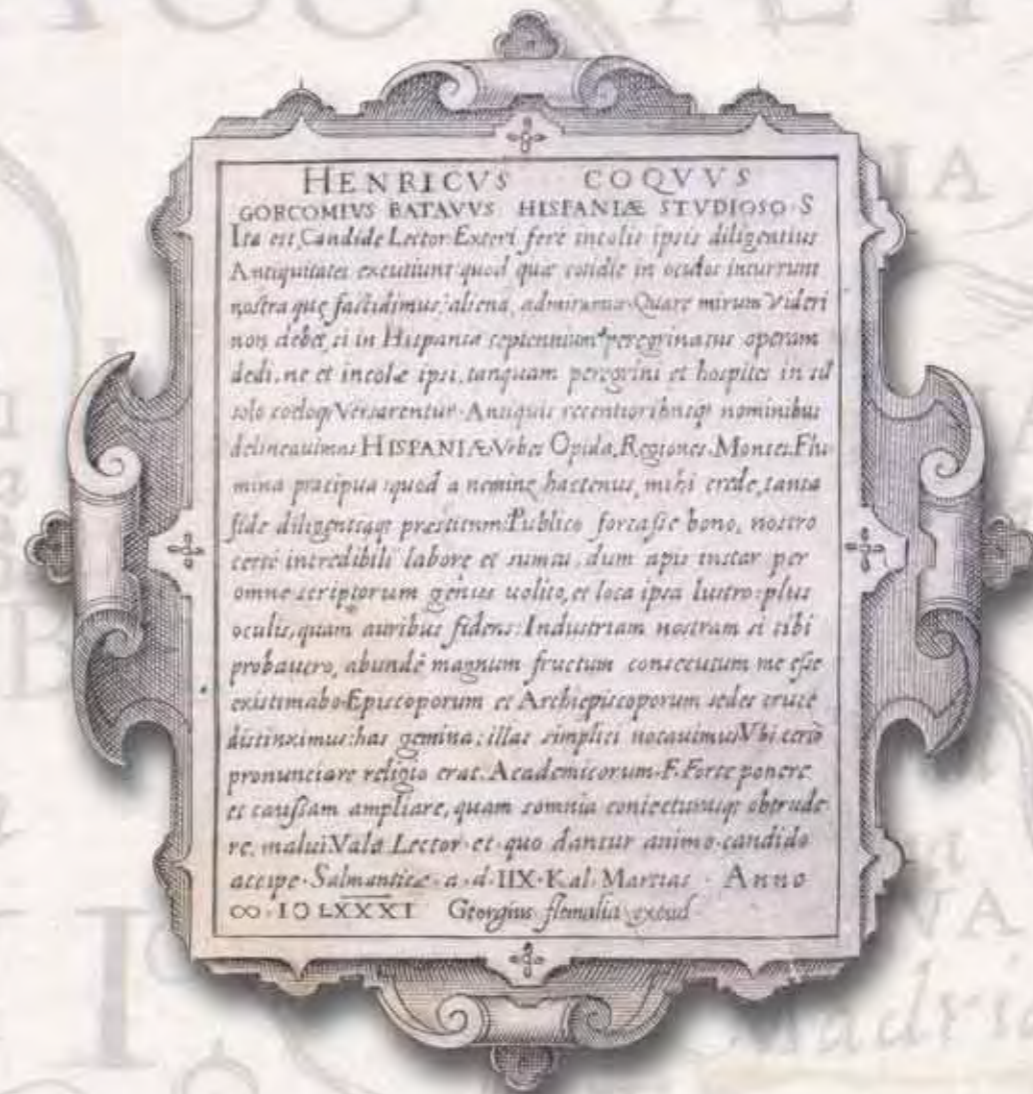 HENRICVS COQVVS
GORCOMIVS BATAVVS HISPANIÆ STVDIOSO·S
Ita est, Candide Lector. Exteri ferè incolis ipsis diligentius
Antiquitates excutiunt: quod quæ cotidie in oculos incurrunt
nostra que fastidimus: aliena, admiramur. Quare mirum Videri
non debet, si in Hispania septennium peregrinatus operam
dedi, ne et incolæ ipsi, tanquam peregrini et hospites in
solo cœloq; Versarentur. Antiquis recentioribusq; nominibus
delineauimus HISPANIÆ Vrbes Opida, Regiones. Montes. Flu-
mina præcipua: quod a nemine hactenus, mihi crede, tanta
fide diligentiaq; præstitum. Publico fortaßie bono, nostro
certè incredibili labore et sumtu, dum apis instar per
omne scriptorum genus uolito, et loca ipsa lustro: plus
oculis, quam auribus fidens: Industriam nostram si tibi
probauero, abundè magnum fructum consecutum me eße
existimabo. Episcoporum et Archiepiscoporum sedes cruce
distinximus: has gemina: illas simplici notauimus. Vbi certò
pronunciare religio erat. Academicorum. F. Forte ponere
et caußam ampliare, quam somnia coniecturasq; obtrude-
re, malui Vale Lector. et quo dantur animo candido
accipe. Salmanticæ. a. d. IIX. Kal. Martias. Anno
∞. IƆ LXXXI Georgius flemalia excud.